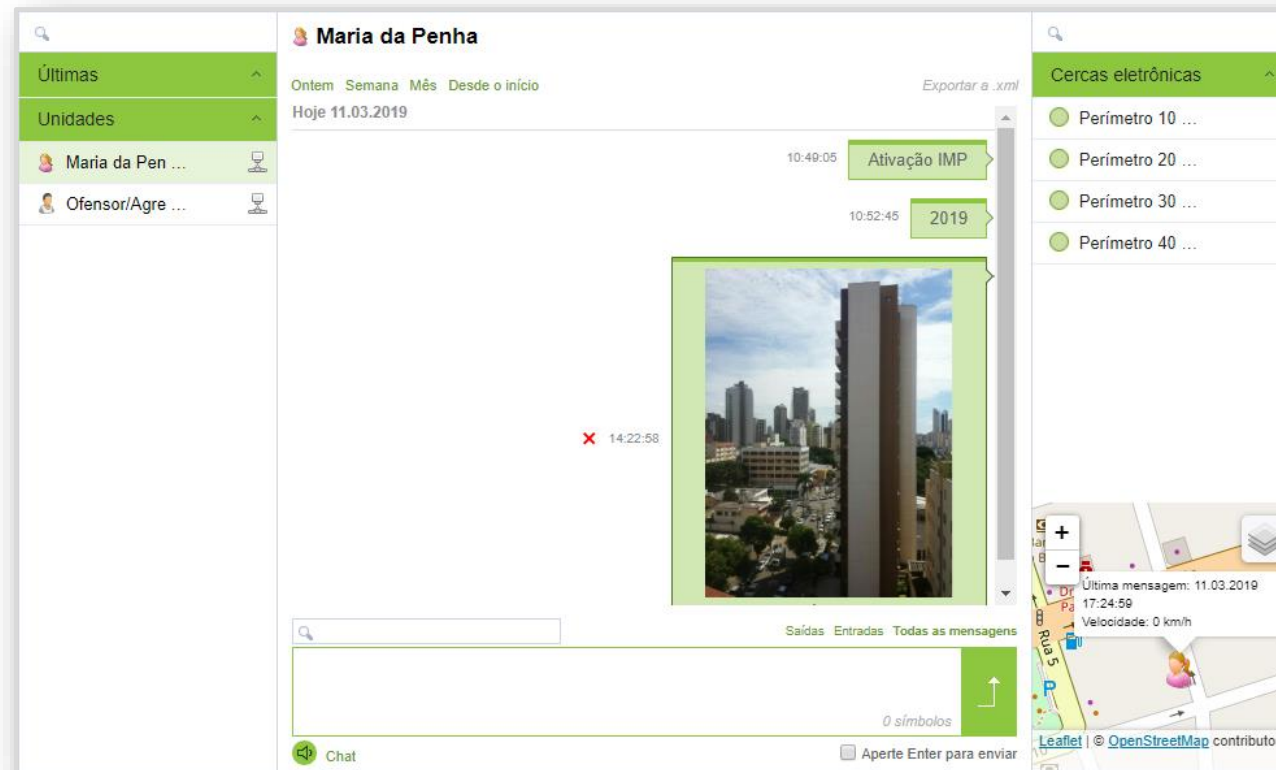 Últimas
Unidades
Maria da Pen ...
Ofensor/Agre ...
Maria da Penha
Ontem Semana Mês Desde o início
Exportar a .xml
Hoje 11.03.2019
10:49:05 Ativação IMP
10:52:45 2019
14:22:58
Saídas Entradas Todas as mensagens
0 símbolos
Chat
Aperte Enter para enviar
Cercas eletrônicas
Perímetro 10 ...
Perímetro 20 ...
Perímetro 30 ...
Perímetro 40 ...
+
−
Última mensagem: 11.03.2019
17:24:59
Velocidade: 0 km/h
Rua 5
P
Leaflet | © OpenStreetMap contributo